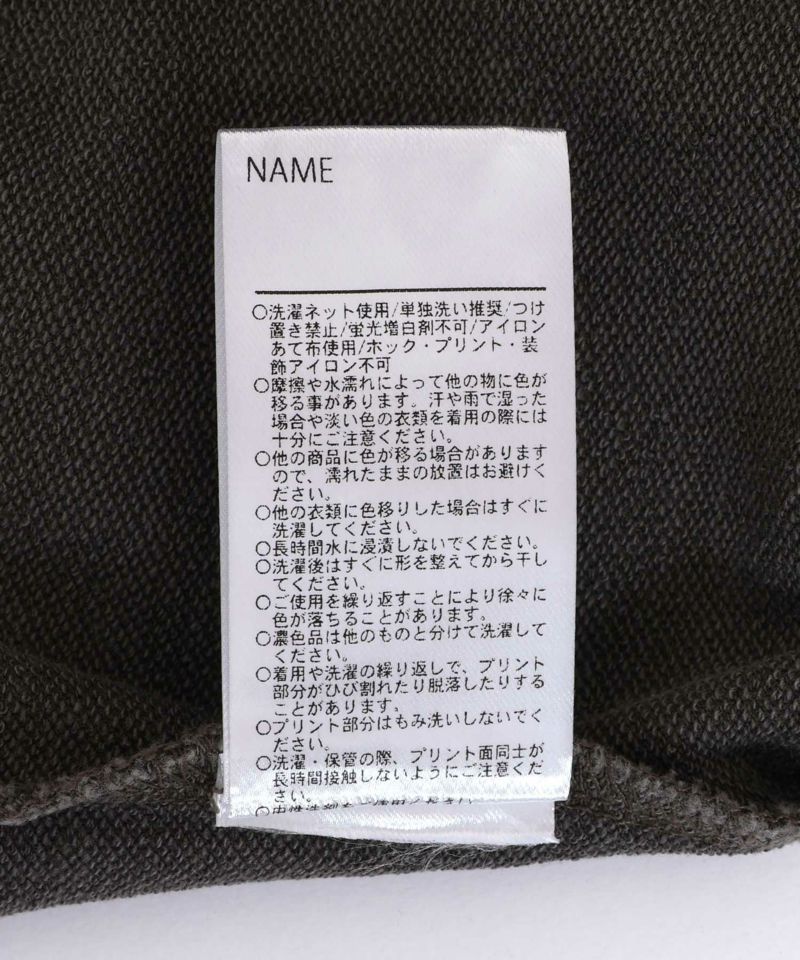 NAME
○洗濯ネット使用/単独洗い推奨/つけ
置き禁止/蛍光増白剤不可/アイロン
あて布使用/ホック・プリント・装
飾アイロン不可
○摩擦や水濡れによって他の物に色が
移る事があります。汗や雨で湿った
場合や淡い色の衣類を着用の際には
十分にご注意ください。
○他の商品に色が移る場合があります
ので、濡れたままの放置はお避けく
ださい。
○他の衣類に色移りした場合はすぐに
洗濯してください。
○長時間水に浸漬しないでください。
○洗濯後はすぐに形を整えてから干し
てください。
○ご使用を繰り返すことにより徐々に
色が落ちることがあります。
○濃色品は他のものと分けて洗濯して
ください。
○着用や洗濯の繰り返しで、プリント
部分がひび割れたり脱落したりする
ことがあります。
○プリント部分はもみ洗いしないでく
ださい。
○洗濯・保管の際、プリント面同士が
長時間接触しないようにご注意くだ
さい。